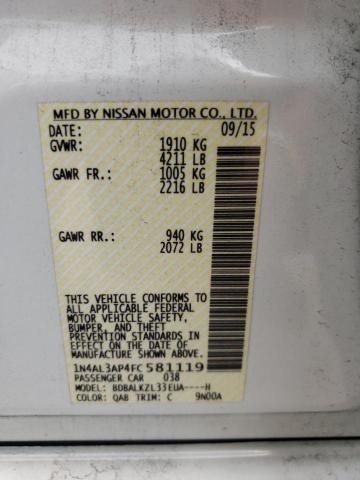 MFD BY NISSAN MOTOR CO., LTD.
DATE: 09/15
GVWR: 1910 KG
4211 LB
GAWR FR.: 1005 KG
2216 LB
GAWR RR.: 940 KG
2072 LB
THIS VEHICLE CONFORMS TO
ALL APPLICABLE FEDERAL
MOTOR VEHICLE SAFETY,
BUMPER, AND THEFT
PREVENTION STANDARDS IN
EFFECT ON THE DATE OF
MANUFACTURE SHOWN ABOVE.
1N4AL3AP4FC581119
PASSENGER CAR 038
MODEL: BDBALKZL33EUA----H
COLOR: QAB TRIM: C 9N00A